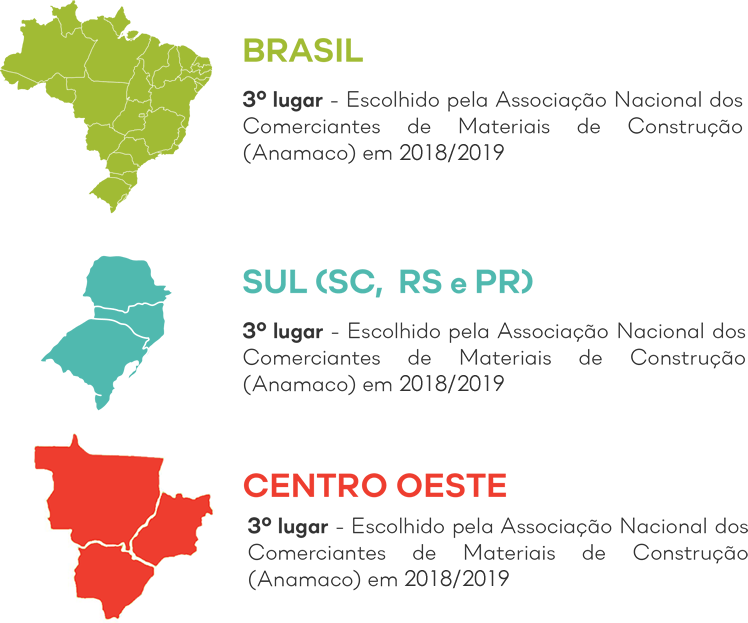 BRASIL
3º lugar - Escolhido pela Associação Nacional dos
Comerciantes de Materiais de Construção
(Anamaco) em 2018/2019
SUL (SC, RS e PR)
3º lugar - Escolhido pela Associação Nacional dos
Comerciantes de Materiais de Construção
(Anamaco) em 2018/2019
CENTRO OESTE
3º lugar - Escolhido pela Associação Nacional dos
Comerciantes de Materiais de Construção
(Anamaco) em 2018/2019